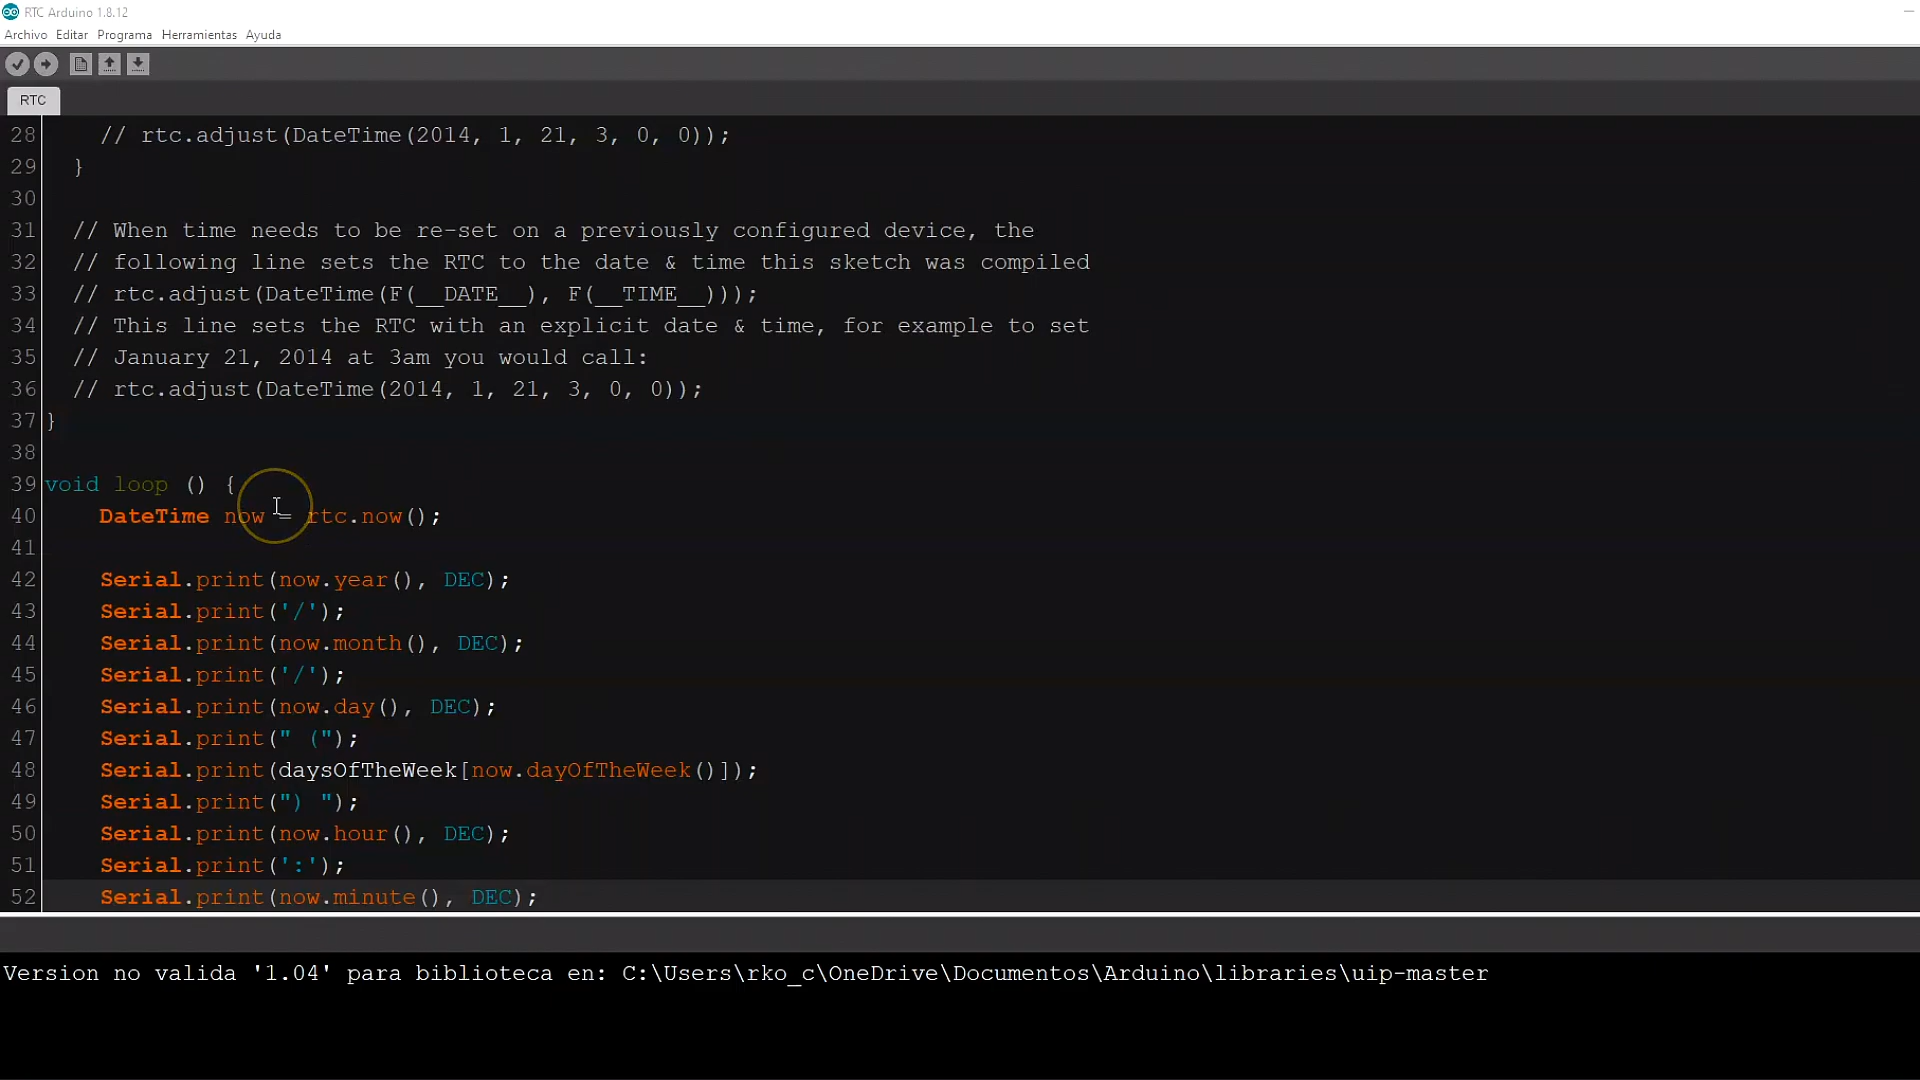 RTC Arduino 1.8.12
Archivo Editar Programa Herramientas Ayuda
RTC
28 // rtc.adjust(DateTime(2014, 1, 21, 3, 0, 0));
29 }
30
31 // When time needs to be re-set on a previously configured device, the
32 // following line sets the RTC to the date & time this sketch was compiled
33 // rtc.adjust(DateTime(F(__DATE__), F(__TIME__)));
34 // This line sets the RTC with an explicit date & time, for example to set
35 // January 21, 2014 at 3am you would call:
36 // rtc.adjust(DateTime(2014, 1, 21, 3, 0, 0));
37 }
38
39 void loop () {
40 DateTime now = rtc.now();
41
42 Serial.print(now.year(), DEC);
43 Serial.print('/');
44 Serial.print(now.month(), DEC);
45 Serial.print('/');
46 Serial.print(now.day(), DEC);
47 Serial.print(" (");
48 Serial.print(daysOfTheWeek[now.dayOfTheWeek()]);
49 Serial.print(") ");
50 Serial.print(now.hour(), DEC);
51 Serial.print(':');
52 Serial.print(now.minute(), DEC);
Version no valida '1.04' para biblioteca en: C:\Users\rko_c\OneDrive\Documentos\Arduino\libraries\uip-master